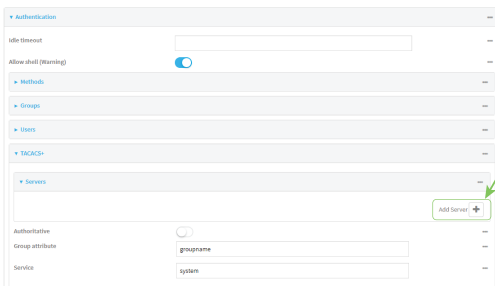 Authentication
Idle timeout
Allow shell (Warning)
Methods
Groups
Users
TACACS+
Servers
Add Server
Authoritative
Group attribute
groupname
Service
system